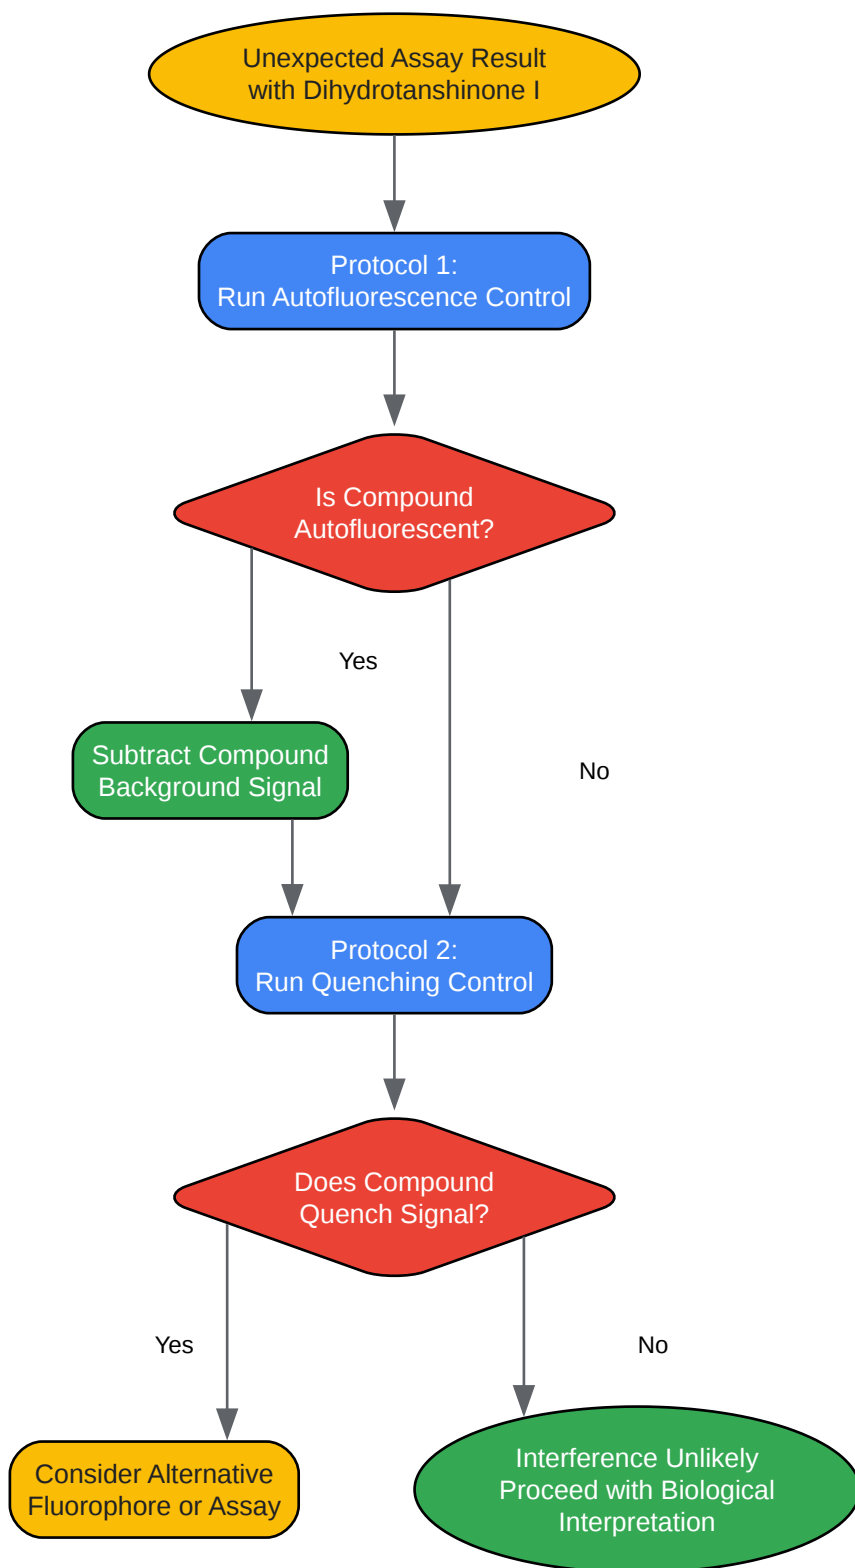 Unexpected Assay Result
with Dihydrotanshinone I
Protocol 1:
Run Autofluorescence Control
Is Compound
Autofluorescent?
Yes
Subtract Compound
Background Signal
No
Protocol 2:
Run Quenching Control
Does Compound
Quench Signal?
Yes
No
Consider Alternative
Fluorophore or Assay
Interference Unlikely
Proceed with Biological
Interpretation